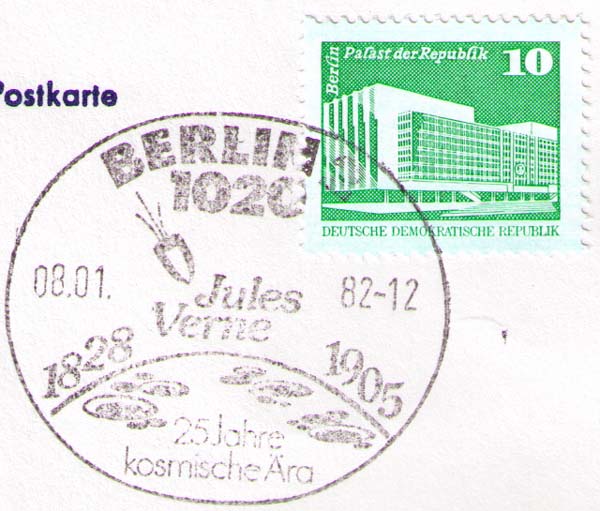 Postkarte
Berlin
Palast der Republik
10
DEUTSCHE DEMOKRATISCHE REPUBLIK
BERLIN
1020
08.01. 82-12
Jules
Verne
1828 1905
25 Jahre
kosmische Ära